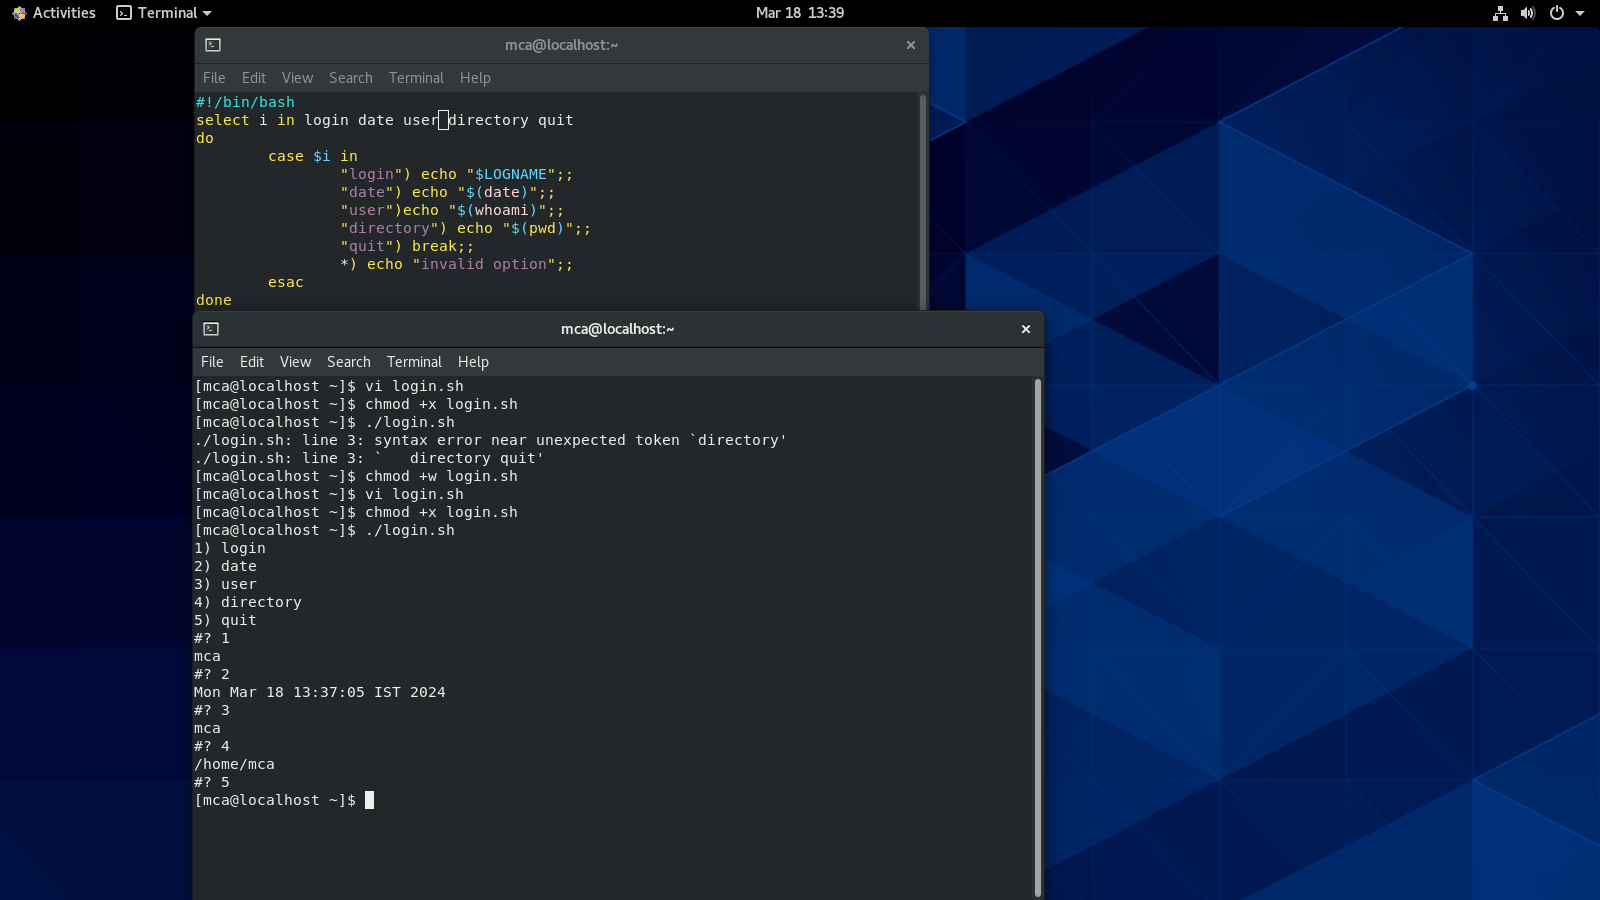 Activities Terminal Mar 18 13:39
mca@localhost:~
File Edit View Search Terminal Help
#!/bin/bash
select i in login date user directory quit
do
        case $i in
                "login") echo "$LOGNAME";;
                "date") echo "$(date)";;
                "user")echo "$(whoami)";;
                "directory") echo "$(pwd)";;
                "quit") break;;
                *) echo "invalid option";;
        esac
done
mca@localhost:~
File Edit View Search Terminal Help
[mca@localhost ~]$ vi login.sh
[mca@localhost ~]$ chmod +x login.sh
[mca@localhost ~]$ ./login.sh
./login.sh: line 3: syntax error near unexpected token `directory'
./login.sh: line 3: `   directory quit'
[mca@localhost ~]$ chmod +w login.sh
[mca@localhost ~]$ vi login.sh
[mca@localhost ~]$ chmod +x login.sh
[mca@localhost ~]$ ./login.sh
1) login
2) date
3) user
4) directory
5) quit
#? 1
mca
#? 2
Mon Mar 18 13:37:05 IST 2024
#? 3
mca
#? 4
/home/mca
#? 5
[mca@localhost ~]$